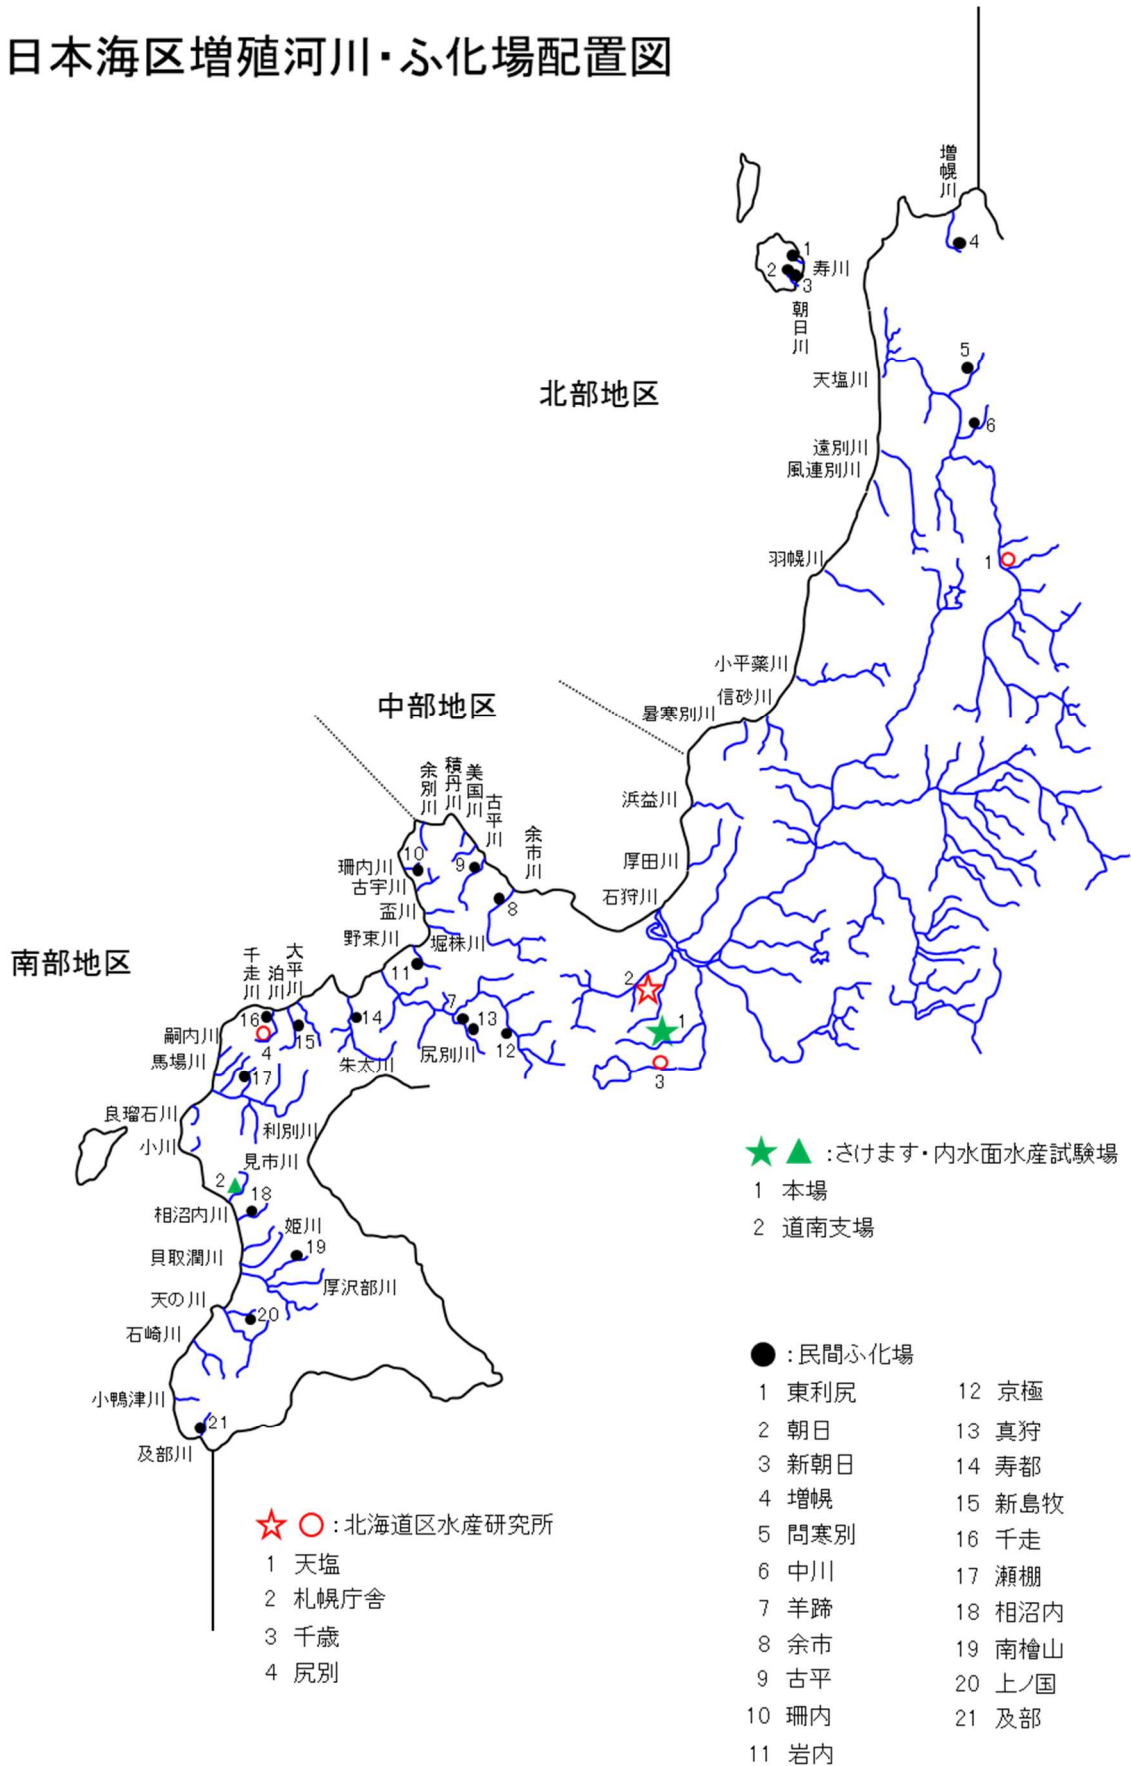 日本海区増殖河川・ふ化場配置図
増幌川
4
1
2
寿川
3
朝日川
5
天塩川
北部地区
6
遠別川
風連別川
羽幌川
1
小平蘂川
信砂川
暑寒別川
中部地区
余別川
積丹川
美国川
古平川
余市川
浜益川
厚田川
石狩川
10
9
珊内川
古宇川
8
盃川
野束川
堀株川
11
南部地区
千走川
泊川
大平川
2
16
7
13
14
1
嗣内川
4
15
12
尻別川
馬場川
朱太川
17
3
良瑠石川
利別川
小川
見市川
2
18
相沼内川
姫川
19
貝取澗川
厚沢部川
天の川
20
石崎川
小鴨津川
21
及部川
:さけます・内水面水産試験場
1 本場
2 道南支場
:民間ふ化場
1 東利尻
2 朝日
3 新朝日
4 増幌
5 問寒別
6 中川
7 羊蹄
8 余市
9 古平
10 珊内
11 岩内
12 京極
13 真狩
14 寿都
15 新島牧
16 千走
17 瀬棚
18 相沼内
19 南檜山
20 上ノ国
21 及部
:北海道区水産研究所
1 天塩
2 札幌庁舎
3 千歳
4 尻別